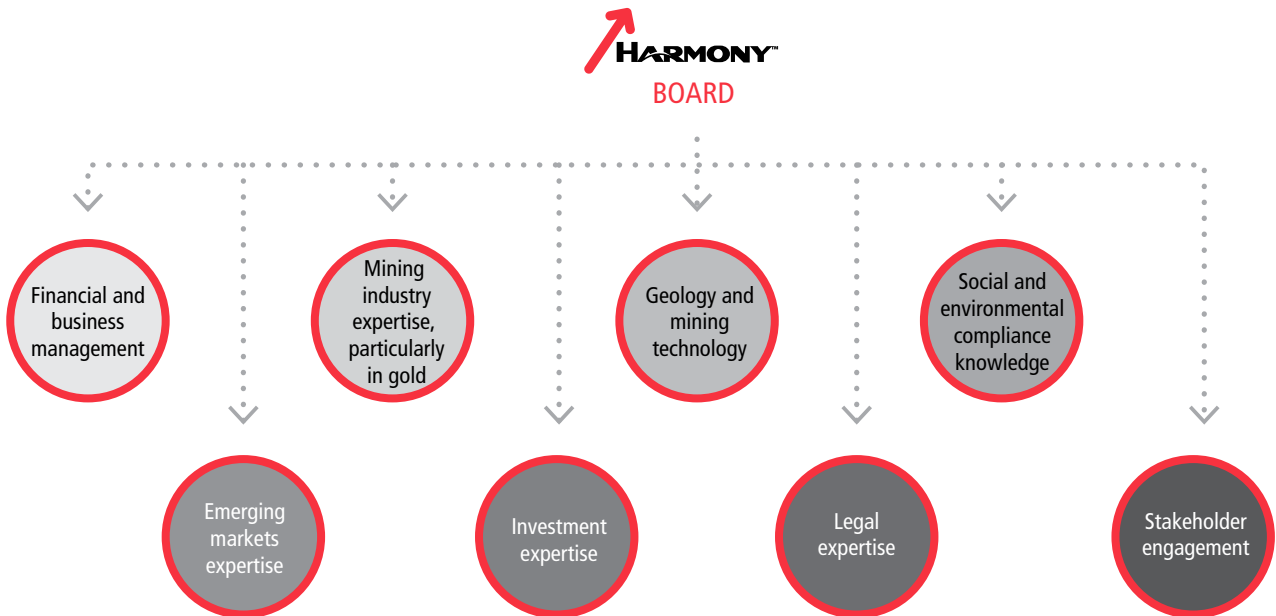 HARMONY™
BOARD
Financial and
business
management
Mining
industry
expertise,
particularly
in gold
Geology and
mining
technology
Social and
environmental
compliance
knowledge
Emerging
markets
expertise
Investment
expertise
Legal
expertise
Stakeholder
engagement